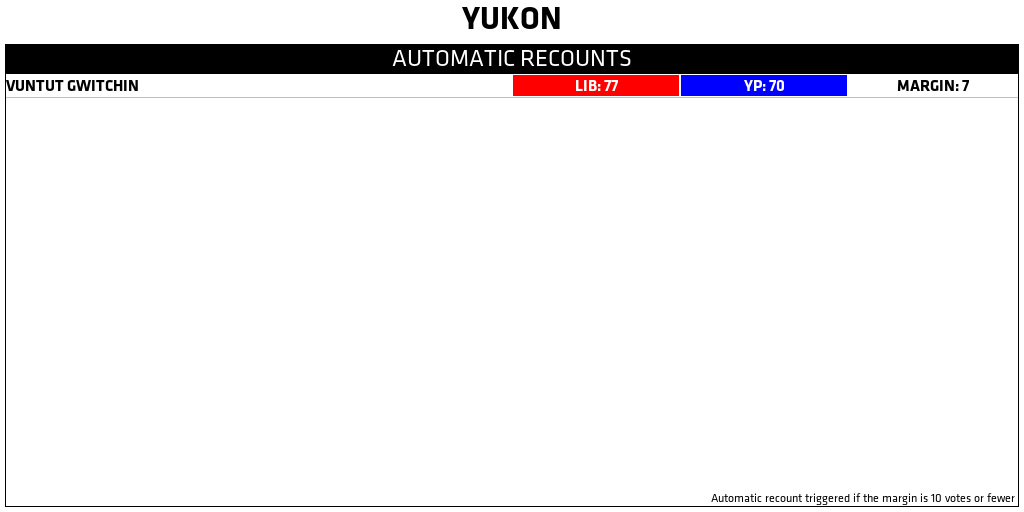 YUKON
AUTOMATIC RECOUNTS
VUNTUT GWITCHIN LIB: 77 YP: 70 MARGIN: 7
Automatic recount triggered if the margin is 10 votes or fewer